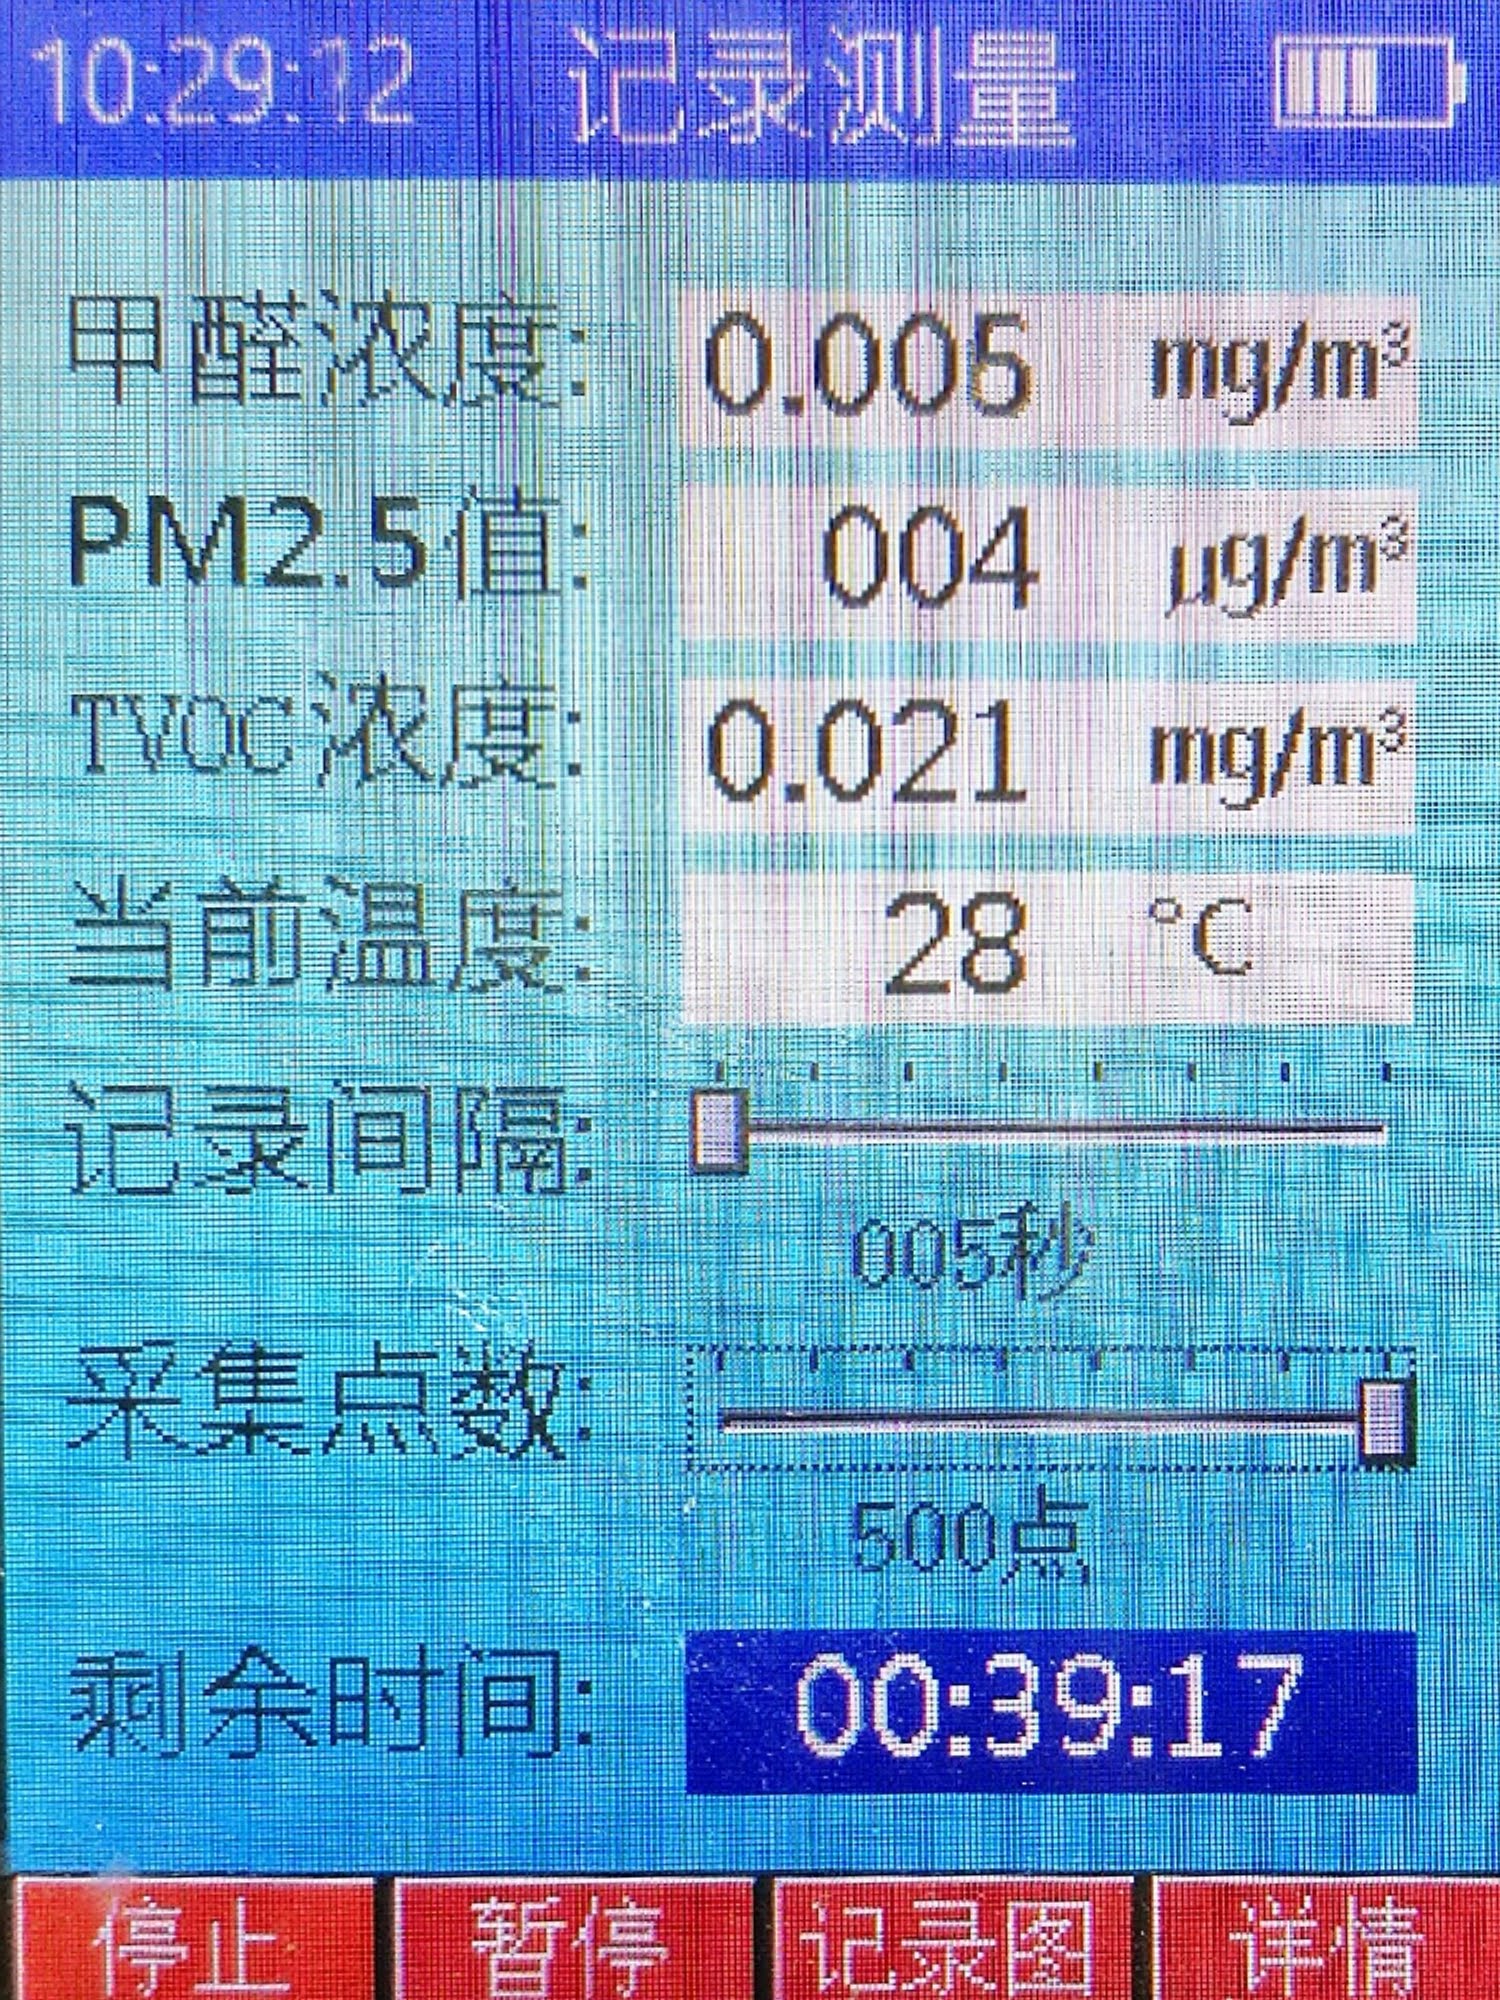 10:29:12 记录测量
甲醛浓度: 0.005 mg/m³
PM2.5值: 004 μg/m³
TVOC浓度: 0.021 mg/m³
当前温度: 28 °C
记录间隔:
005秒
采集点数:
500点
剩余时间: 00:39:17
停止 暂停 记录图 详情